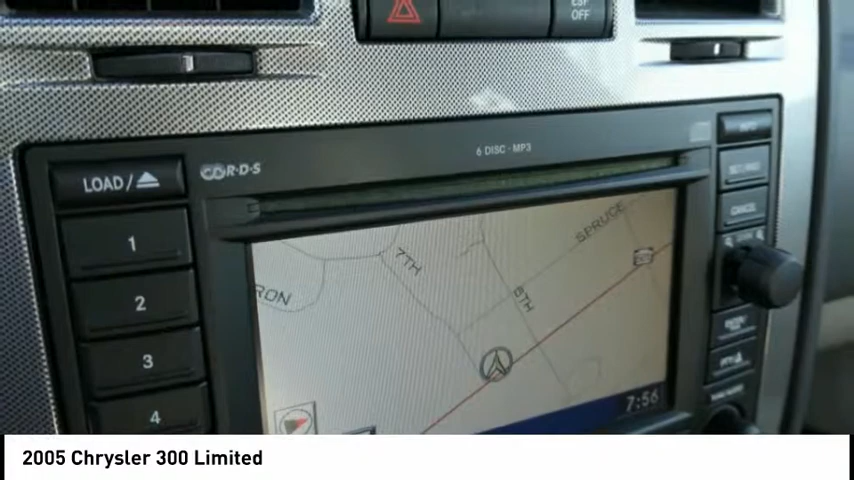 ESP
OFF
6 DISC · MP3
LOAD/
R·D·S
1
2
3
4
CANCEL
7TH
SPRUCE
6TH
RON
7:56
2005 Chrysler 300 Limited